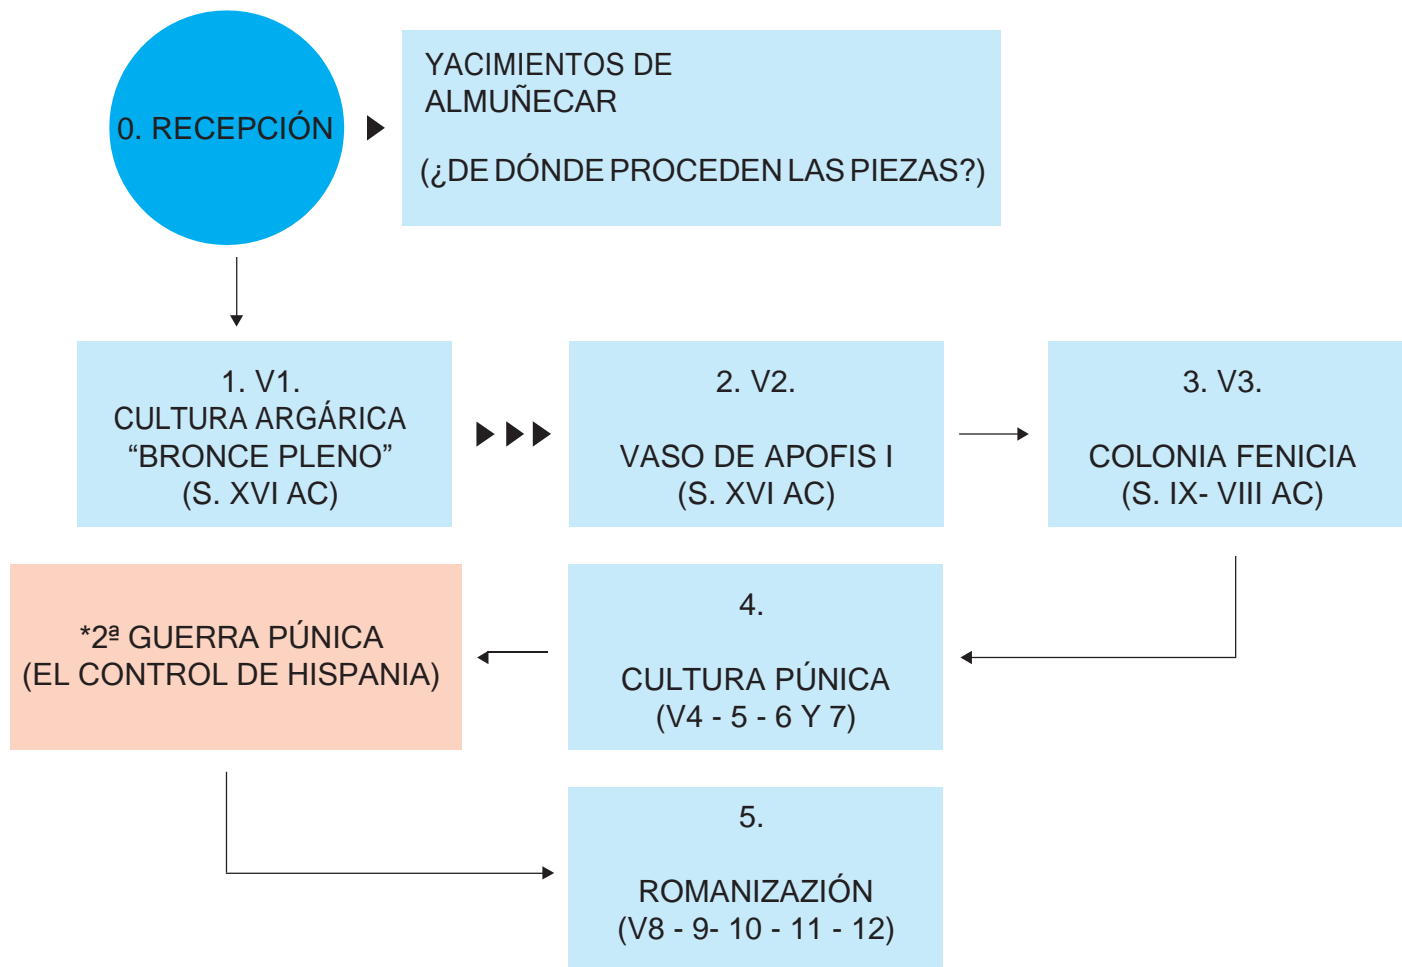 0. RECEPCIÓN
YACIMIENTOS DE
ALMUÑECAR
(¿DE DÓNDE PROCEDEN LAS PIEZAS?)
1. V1.
CULTURA ARGÁRICA
“BRONCE PLENO”
(S. XVI AC)
2. V2.
VASO DE APOFIS I
(S. XVI AC)
3. V3.
COLONIA FENICIA
(S. IX- VIII AC)
4.
CULTURA PÚNICA
(V4 - 5 - 6 Y 7)
*2ª GUERRA PÚNICA
(EL CONTROL DE HISPANIA)
5.
ROMANIZAZIÓN
(V8 - 9- 10 - 11 - 12)